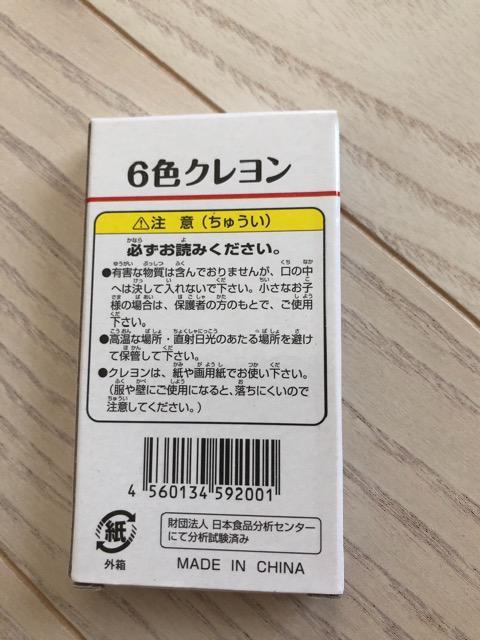 6色クレヨン
⚠注 意(ちゅうい)
必ずお読みください。
●有害な物質は含んでおりませんが、口の中
へは決して入れないで下さい。小さなお子
様の場合は、保護者の方のもとで、ご使用
下さい。
●高温な場所・直射日光のあたる場所を避け
て保管して下さい。
●クレヨンは、紙や画用紙でお使い下さい。
(服や壁にご使用になると、落ちにくいので
注意してください。)
4 560134 592001
紙
外箱
財団法人 日本食品分析センター
にて分析試験済み
MADE IN CHINA